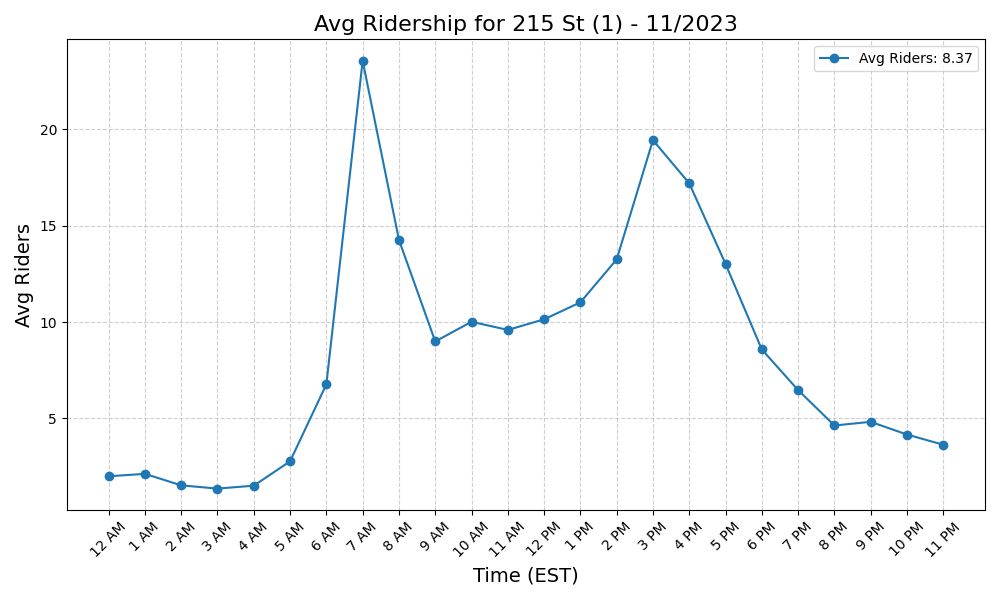 Avg Ridership for 215 St (1) - 11/2023
Avg Riders: 8.37
Avg Riders
20
15
10
5
12 AM
1 AM
2 AM
3 AM
4 AM
5 AM
6 AM
7 AM
8 AM
9 AM
10 AM
11 AM
12 PM
1 PM
2 PM
3 PM
4 PM
5 PM
6 PM
7 PM
8 PM
9 PM
10 PM
11 PM
Time (EST)